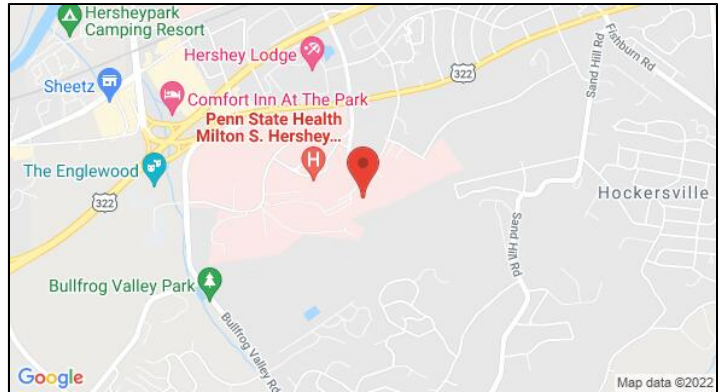 Hersheypark
Camping Resort
Hershey Lodge
322
Sand Hill Rd
Fishburn Rd
Sheetz
Comfort Inn At The Park
Penn State Health
Milton S. Hershey...
H
The Englewood
322
Hockersville
Sand Hill Rd
Bullfrog Valley Park
Bullfrog Valley Rd
Google
Map data ©2022